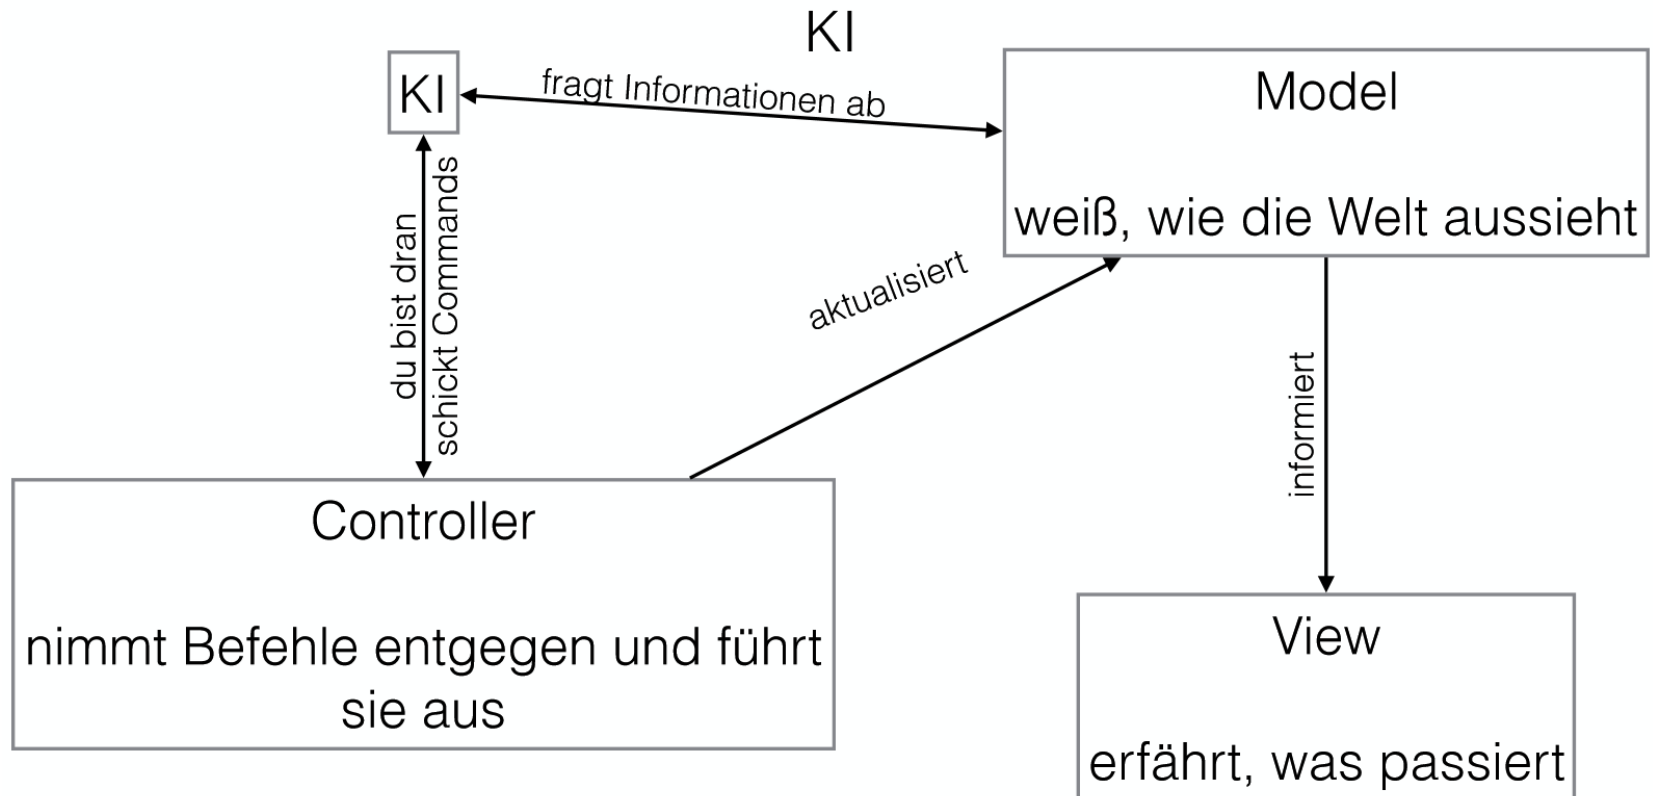 KI
KI
fragt Informationen ab
Model
weiß, wie die Welt aussieht
du bist dran
schickt Commands
aktualisiert
informiert
Controller
nimmt Befehle entgegen und führt
sie aus
View
erfährt, was passiert